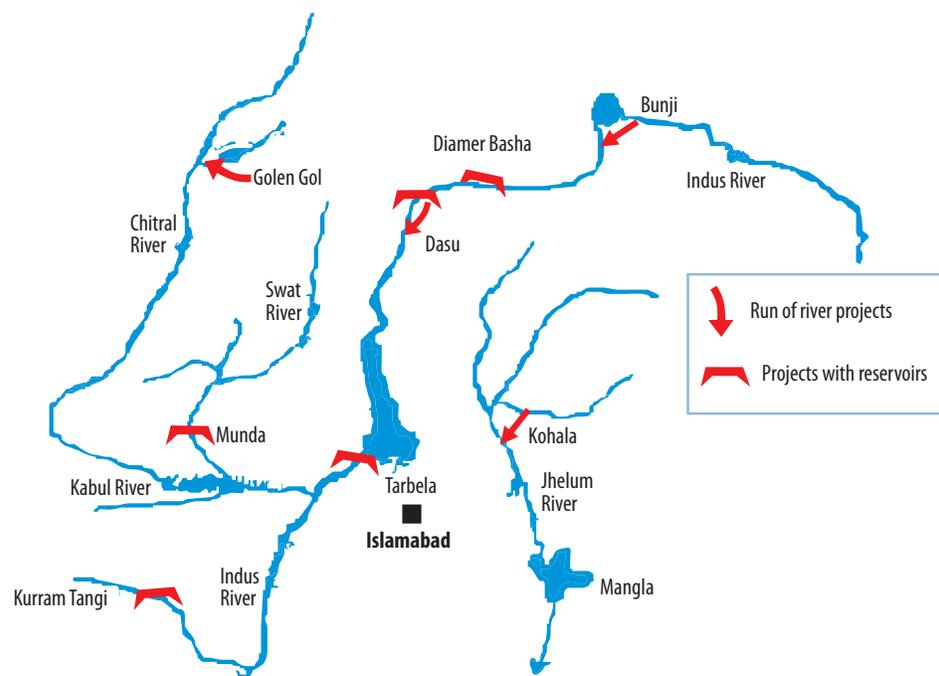 Bunji
Diamer Basha
Golen Gol
Indus River
Chitral
River
Dasu
Swat
River
Run of river projects
Projects with reservoirs
Munda
Kohala
Kabul River
Tarbela
Jhelum
River
Islamabad
Indus
River
Mangla
Kurram Tangi